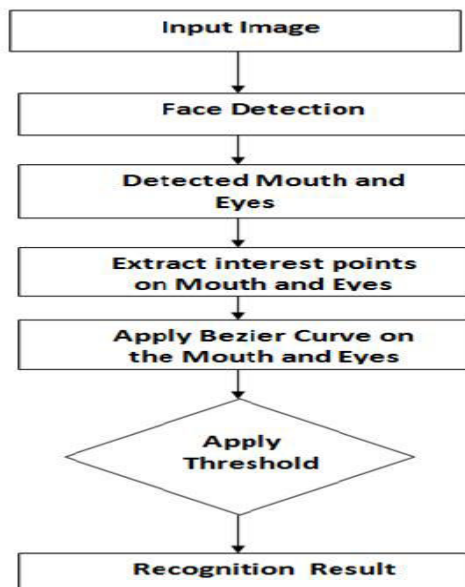 Input Image
Face Detection
Detected Mouth and
Eyes
Extract interest points
on Mouth and Eyes
Apply Bezier Curve on
the Mouth and Eyes
Apply
Threshold
Recognition Result